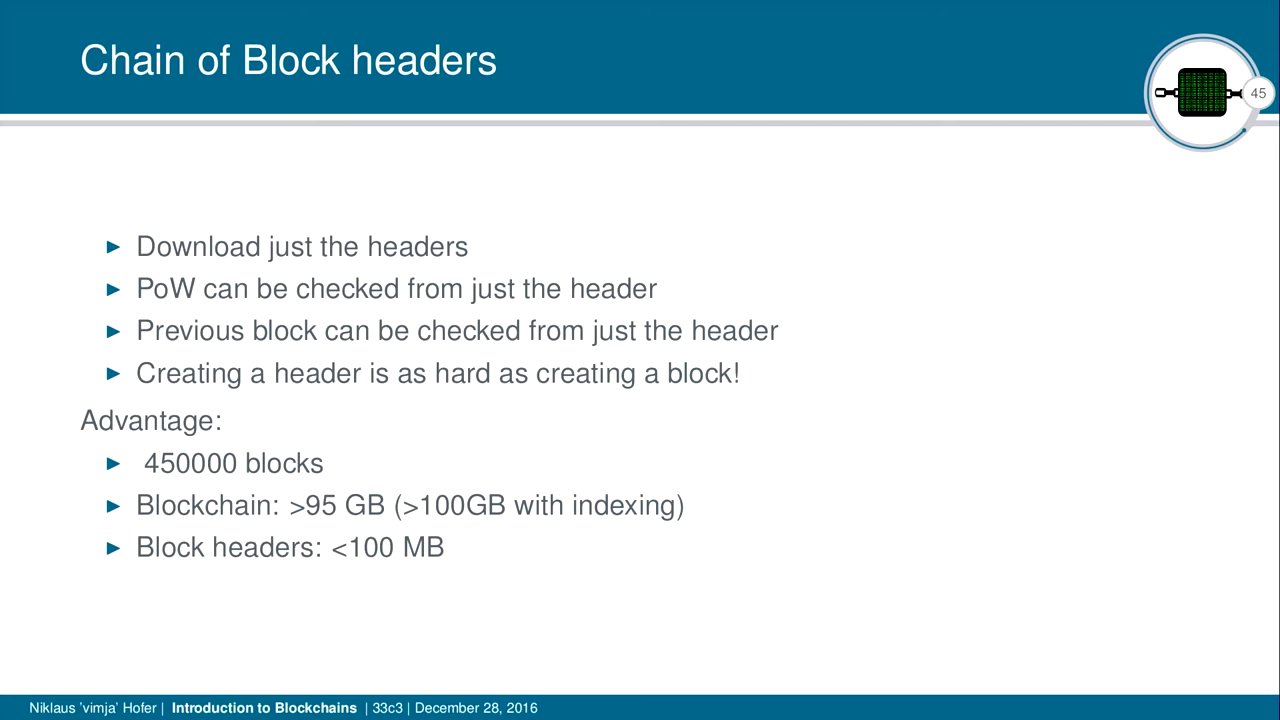 Chain of Block headers
45
Download just the headers
PoW can be checked from just the header
Previous block can be checked from just the header
Creating a header is as hard as creating a block!
Advantage:
450000 blocks
Blockchain: >95 GB (>100GB with indexing)
Block headers: <100 MB
Niklaus 'vimja' Hofer | Introduction to Blockchains | 33c3 | December 28, 2016